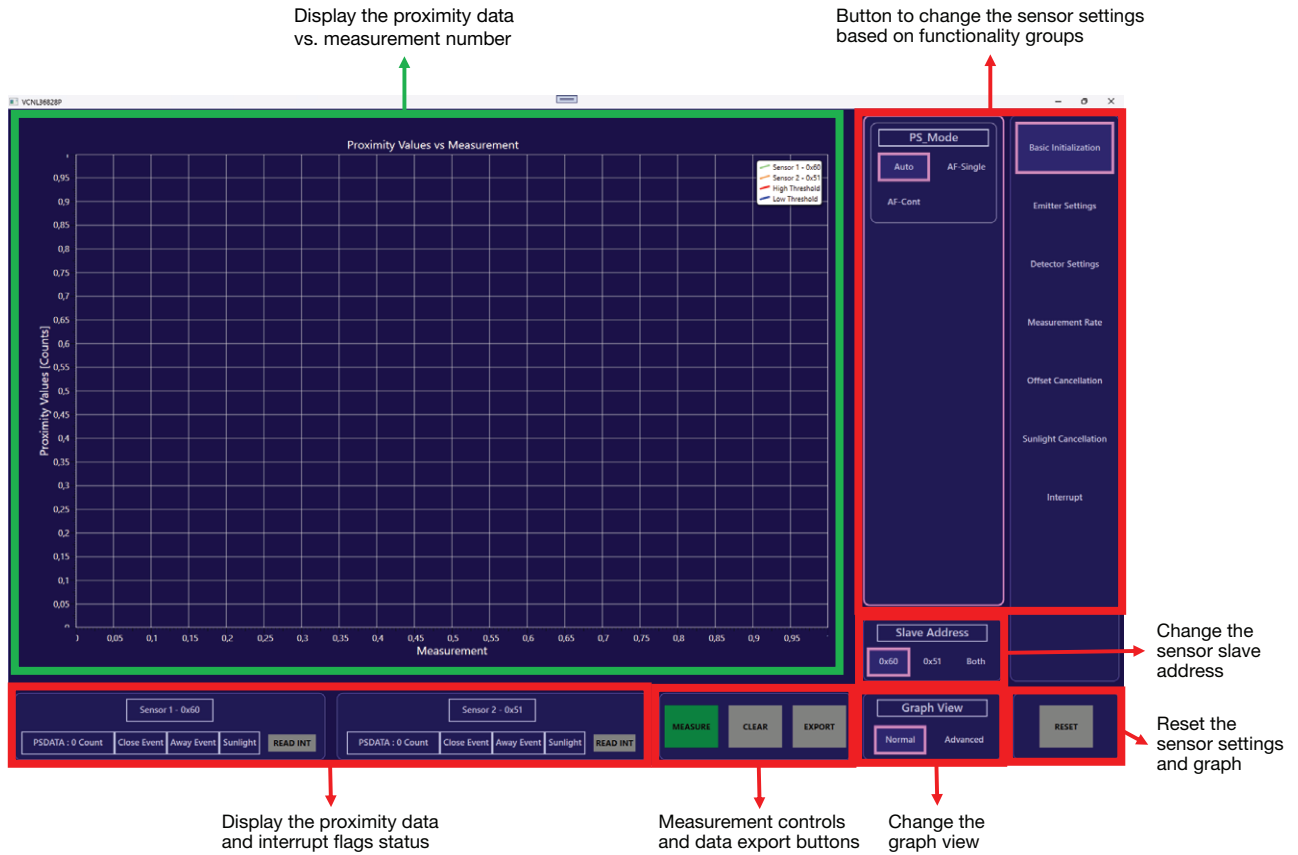 Display the proximity data
vs. measurement number
Button to change the sensor settings
based on functionality groups
VCNL36828P
Proximity Values vs Measurement
Sensor 1 - 0x60
Sensor 2 - 0x51
High Threshold
Low Threshold
Proximity Values [Counts]
0,95
0,9
0,85
0,8
0,75
0,7
0,65
0,6
0,55
0,5
0,45
0,4
0,35
0,3
0,25
0,2
0,15
0,1
0,05
0,05 0,1 0,15 0,2 0,25 0,3 0,35 0,4 0,45 0,5 0,55 0,6 0,65 0,7 0,75 0,8 0,85 0,9 0,95
Measurement
PS_Mode
Auto AF-Single
AF-Cont
Basic Initialization
Emitter Settings
Detector Settings
Measurement Rate
Offset Cancellation
Sunlight Cancellation
Interrupt
Slave Address
0x60 0x51 Both
Change the
sensor slave
address
Sensor 1 - 0x60
PSDATA : 0 Count Close Event Away Event Sunlight READ INT
Sensor 2 - 0x51
PSDATA : 0 Count Close Event Away Event Sunlight READ INT
MEASURE CLEAR EXPORT
Graph View
Normal Advanced
RESET
Reset the
sensor settings
and graph
Display the proximity data
and interrupt flags status
Measurement controls
and data export buttons
Change the
graph view